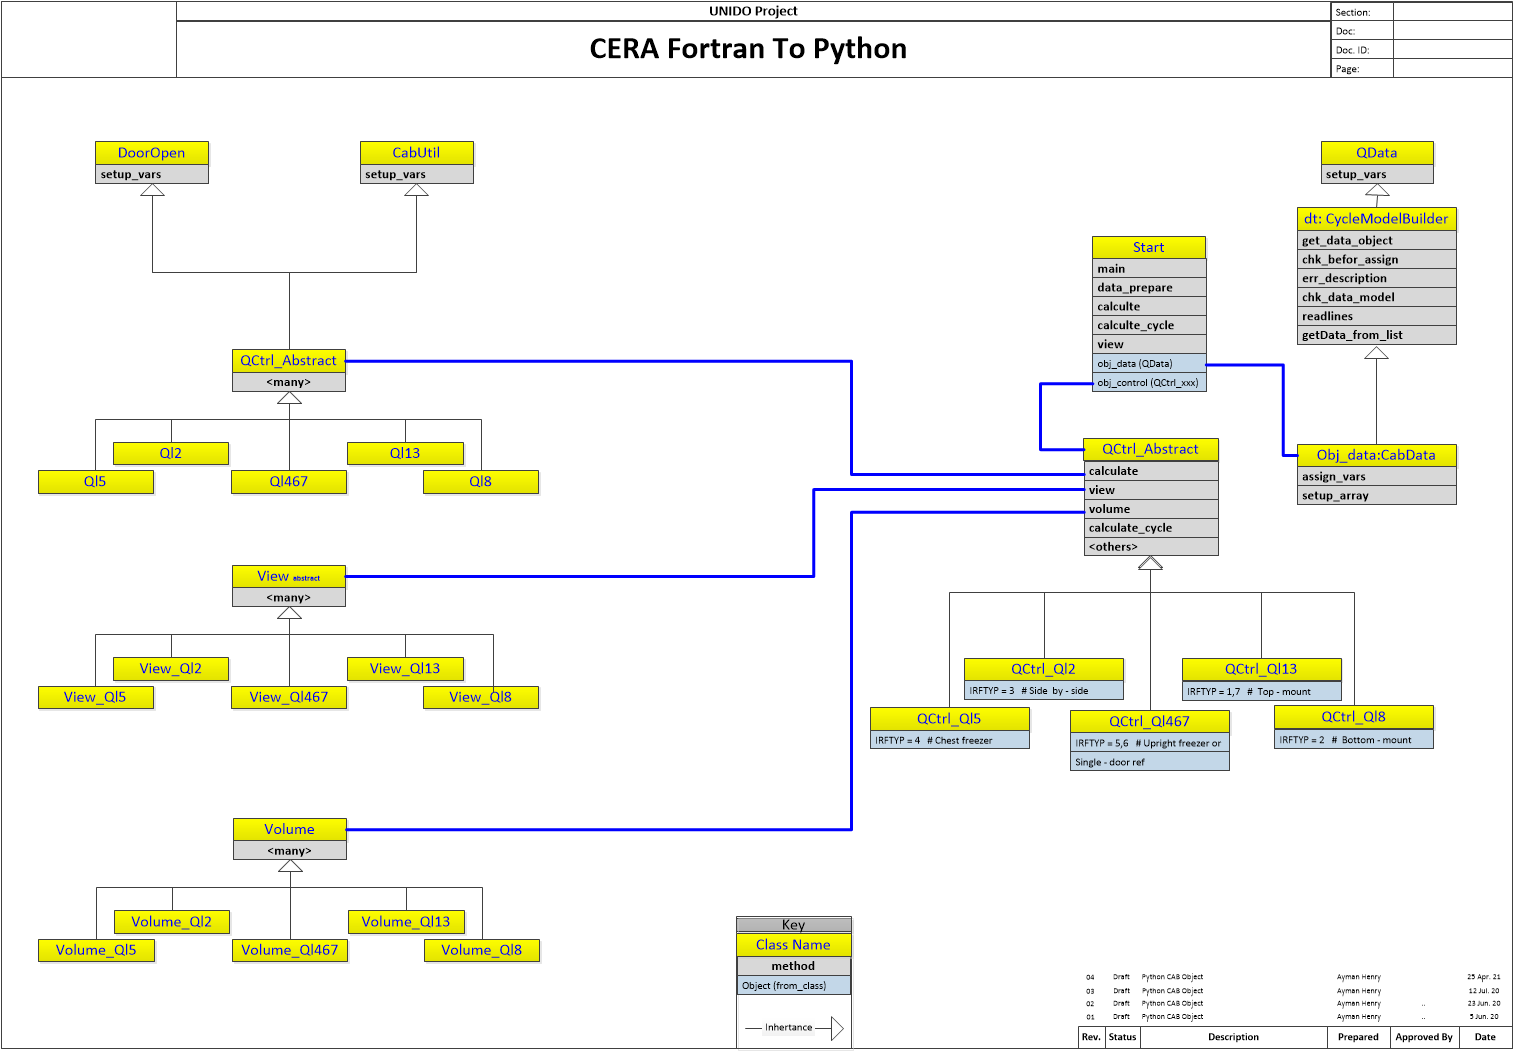 UNIDO Project
CERA Fortran To Python
Section:
Doc:
Doc. ID:
Page:
DoorOpen
setup_vars
CabUtil
setup_vars
QData
setup_vars
dt: CycleModelBuilder
get_data_object
chk_befor_assign
err_description
chk_data_model
readlines
getData_from_list
Start
main
data_prepare
calculte
calculte_cycle
view
obj_data (QData)
obj_control (QCtrl_xxx)
QCtrl_Abstract
<many>
Ql2
Ql13
Ql5
Ql467
Ql8
QCtrl_Abstract
calculate
view
volume
calculate_cycle
<others>
Obj_data:CabData
assign_vars
setup_array
View abstract
<many>
View_Ql2
View_Ql13
View_Ql5
View_Ql467
View_Ql8
QCtrl_Ql2
IRFTYP = 3 # Side by - side
QCtrl_Ql13
IRFTYP = 1,7 # Top - mount
QCtrl_Ql5
IRFTYP = 4 # Chest freezer
QCtrl_Ql467
IRFTYP = 5,6 # Upright freezer or
Single - door ref
QCtrl_Ql8
IRFTYP = 2 # Bottom - mount
Volume
<many>
Volume_Ql2
Volume_Ql13
Volume_Ql5
Volume_Ql467
Volume_Ql8
Key
Class Name
method
Object (from_class)
Inhertance
04 Draft Python CAB Object Ayman Henry 25 Apr. 21
03 Draft Python CAB Object Ayman Henry 12 Jul. 20
02 Draft Python CAB Object Ayman Henry .. 23 Jun. 20
01 Draft Python CAB Object Ayman Henry .. 5 Jun. 20
Rev. Status Description Prepared Approved By Date